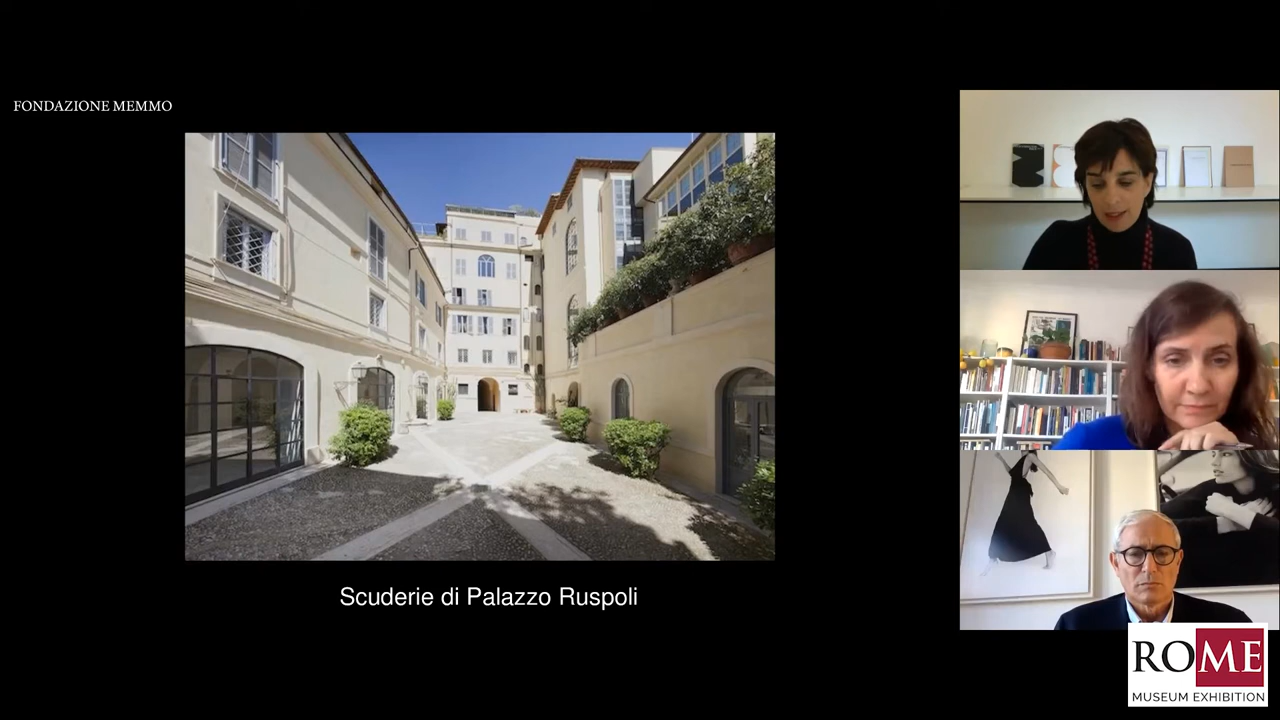 FONDAZIONE MEMMO
Scuderie di Palazzo Ruspoli
ROME
MUSEUM EXHIBITION